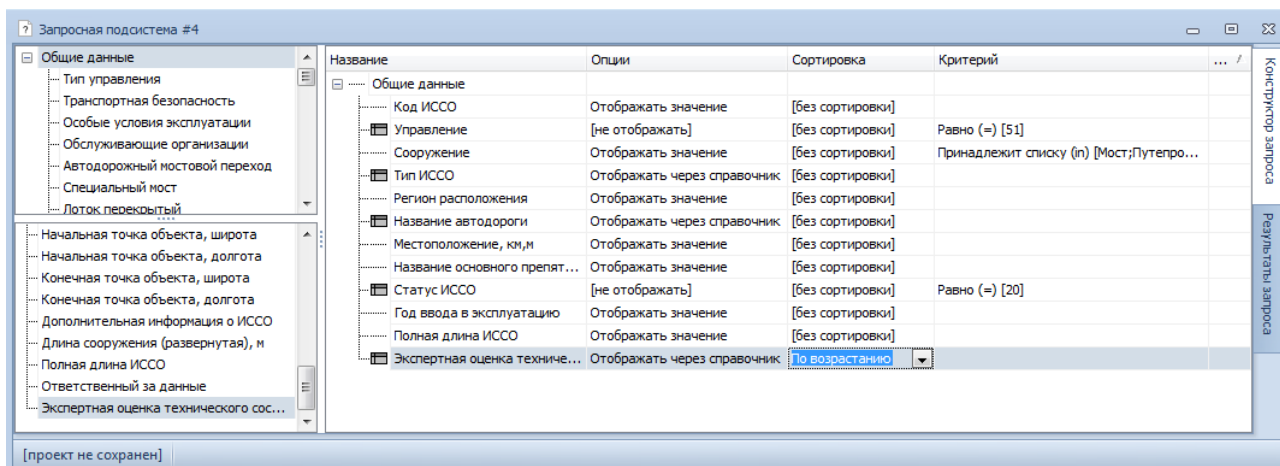 Запросная подсистема #4
Общие данные
Тип управления
Транспортная безопасность
Особые условия эксплуатации
Обслуживающие организации
Автодорожный мостовой переход
Специальный мост
Лоток перекрытый
Начальная точка объекта, широта
Начальная точка объекта, долгота
Конечная точка объекта, широта
Конечная точка объекта, долгота
Дополнительная информация о ИССО
Длина сооружения (развернутая), м
Полная длина ИССО
Ответственный за данные
Экспертная оценка технического сос...
Название Опции Сортировка Критерий ...
Общие данные
Код ИССО Отображать значение [без сортировки]
Управление [не отображать] [без сортировки] Равно (=) [51]
Сооружение Отображать значение [без сортировки] Принадлежит списку (in) [Мост;Путепро...
Тип ИССО Отображать через справочник [без сортировки]
Регион расположения Отображать значение [без сортировки]
Название автодороги Отображать через справочник [без сортировки]
Местоположение, км,м Отображать значение [без сортировки]
Название основного препят... Отображать значение [без сортировки]
Статус ИССО [не отображать] [без сортировки] Равно (=) [20]
Год ввода в эксплуатацию Отображать значение [без сортировки]
Полная длина ИССО Отображать значение [без сортировки]
Экспертная оценка техниче... Отображать через справочник По возрастанию
Конструктор запроса
Результаты запроса
[проект не сохранен]